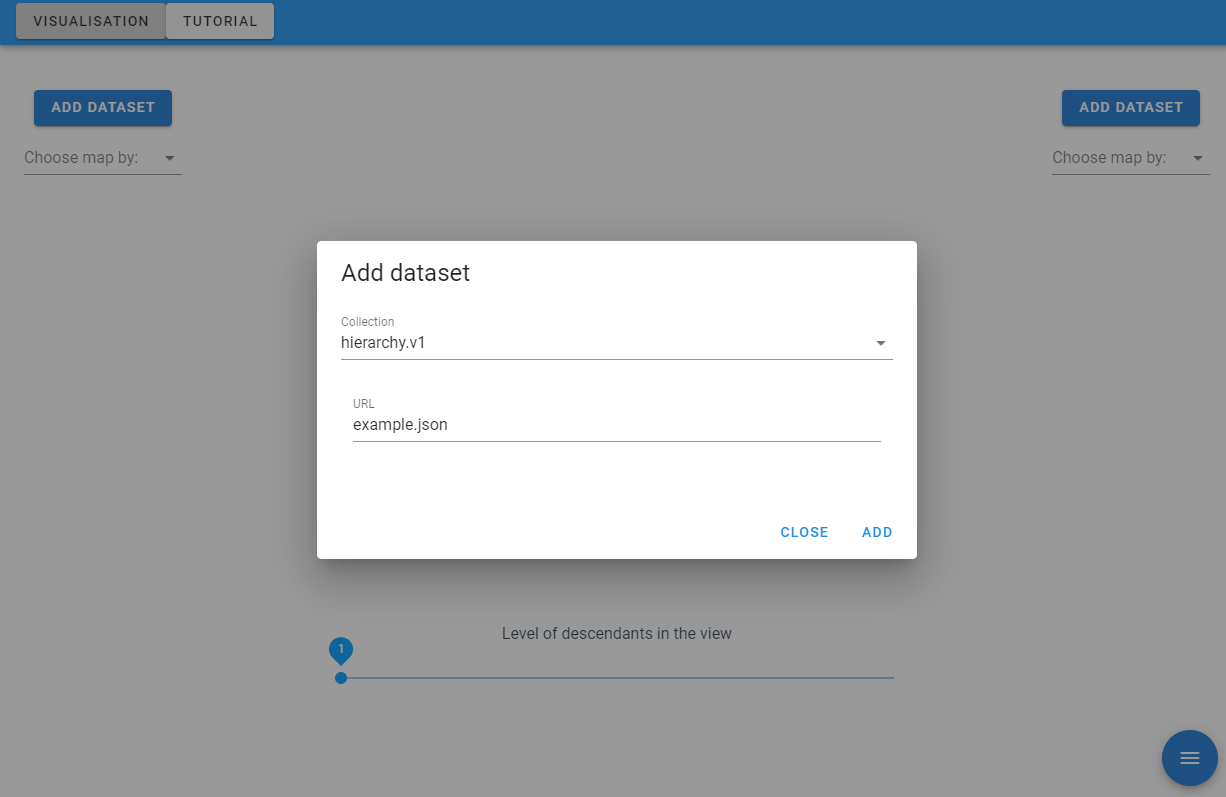 VISUALISATION TUTORIAL
ADD DATASET ADD DATASET
Choose map by: Choose map by:
Add dataset
Collection
hierarchy.v1
URL
example.json
CLOSE ADD
Level of descendants in the view
1